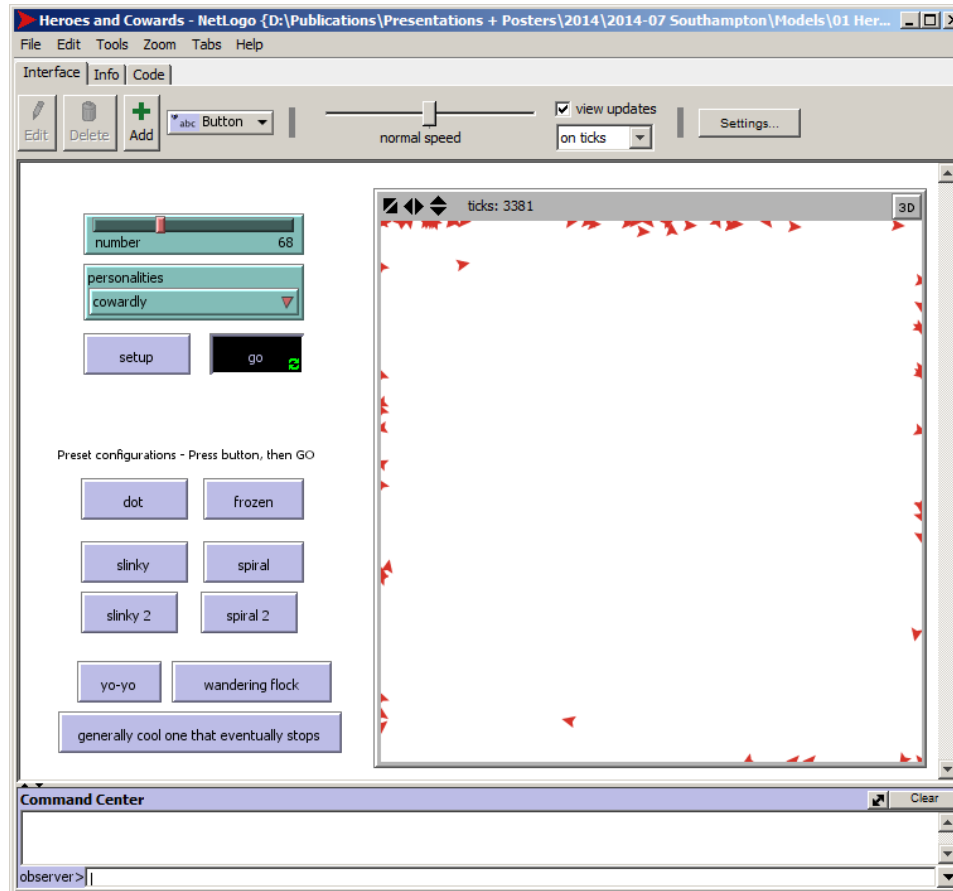 Heroes and Cowards - NetLogo {D:\Publications\Presentations + Posters\2014\2014-07 Southampton\Models\01 Her...
File Edit Tools Zoom Tabs Help
Interface Info Code
Edit Delete Add abc Button normal speed view updates on ticks Settings...
ticks: 3381 3D
number 68
personalities
cowardly
setup go
Preset configurations - Press button, then GO
dot frozen
slinky spiral
slinky 2 spiral 2
yo-yo wandering flock
generally cool one that eventually stops
Command Center Clear
observer>